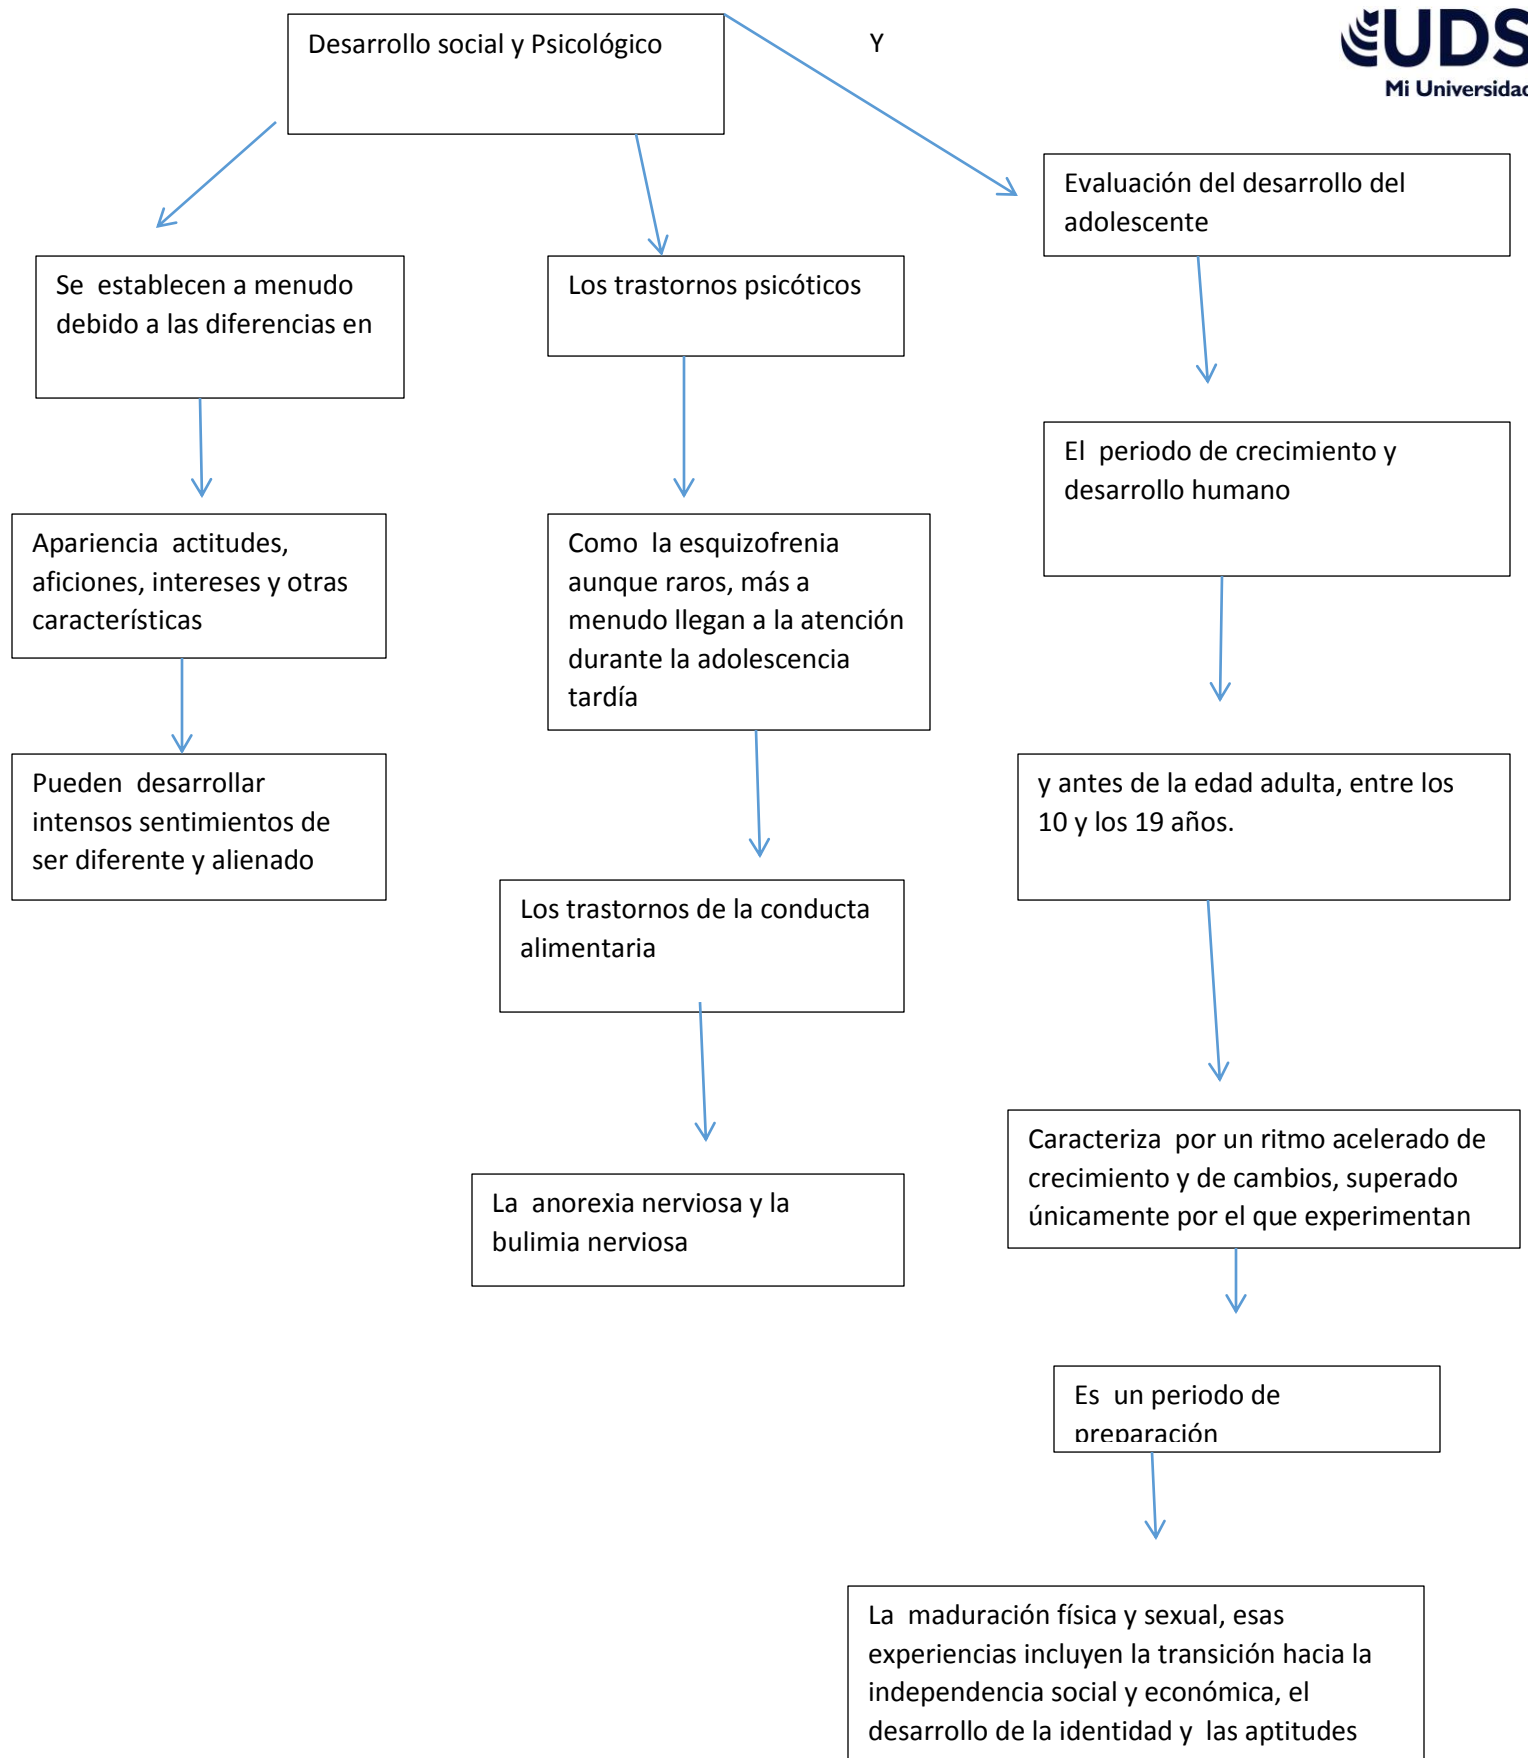 Desarrollo social y Psicológico
Y
UDS
Mi Universidad
Se establecen a menudo
debido a las diferencias en
Apariencia actitudes,
aficiones, intereses y otras
características
Pueden desarrollar
intensos sentimientos de
ser diferente y alienado
Los trastornos psicóticos
Como la esquizofrenia
aunque raros, más a
menudo llegan a la atención
durante la adolescencia
tardía
Los trastornos de la conducta
alimentaria
La anorexia nerviosa y la
bulimia nerviosa
Evaluación del desarrollo del
adolescente
El periodo de crecimiento y
desarrollo humano
y antes de la edad adulta, entre los
10 y los 19 años.
Caracteriza por un ritmo acelerado de
crecimiento y de cambios, superado
únicamente por el que experimentan
Es un periodo de
preparación
La maduración física y sexual, esas
experiencias incluyen la transición hacia la
independencia social y económica, el
desarrollo de la identidad y las aptitudes